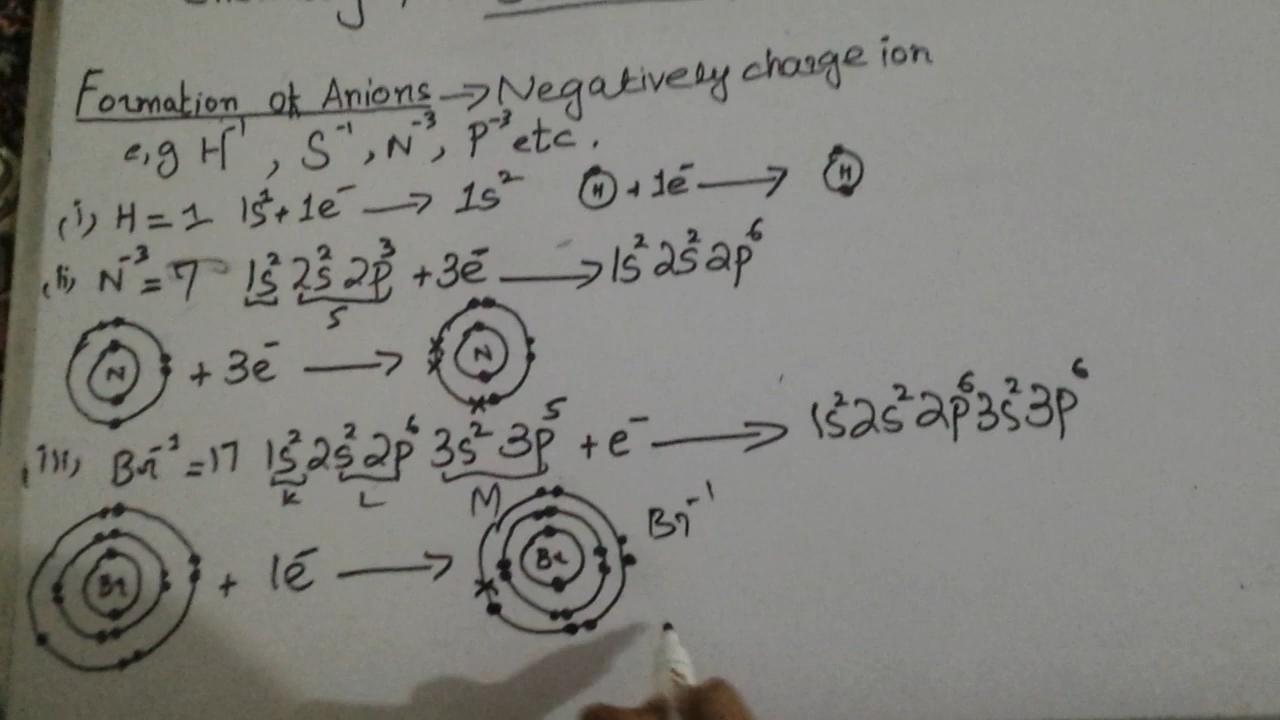 Formation of Anions → Negatively charge ion
e,g H⁻¹, S⁻¹, N⁻³, P⁻³ etc.
(i) H = 1 1s² + 1e⁻ → 1s² H + 1e⁻ → H
(ii) N⁻³ = 7 1s² 2s² 2p³ + 3e⁻ → 1s² 2s² 2p⁶
5
N + 3e⁻ → N
(iii) Br⁻¹ = 17 1s² 2s² 2p⁶ 3s² 3p⁵ + e⁻ → 1s² 2s² 2p⁶ 3s² 3p⁶
K L M
Br + 1e⁻ → Br Br⁻¹